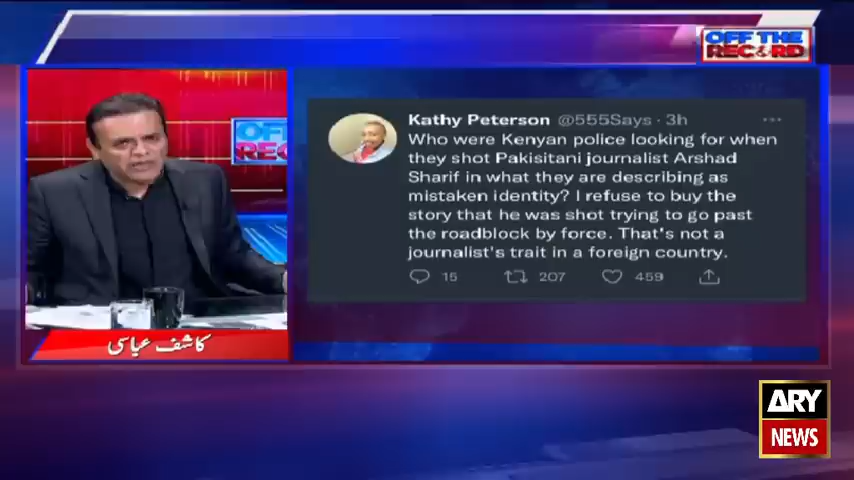 OFF THE
RECORD
OFF
REC
Kathy Peterson @555Says · 3h
Who were Kenyan police looking for when
they shot Pakisitani journalist Arshad
Sharif in what they are describing as
mistaken identity? I refuse to buy the
story that he was shot trying to go past
the roadblock by force. That's not a
journalist's trait in a foreign country.
15 207 459
کاشف عباسی
ARY
NEWS